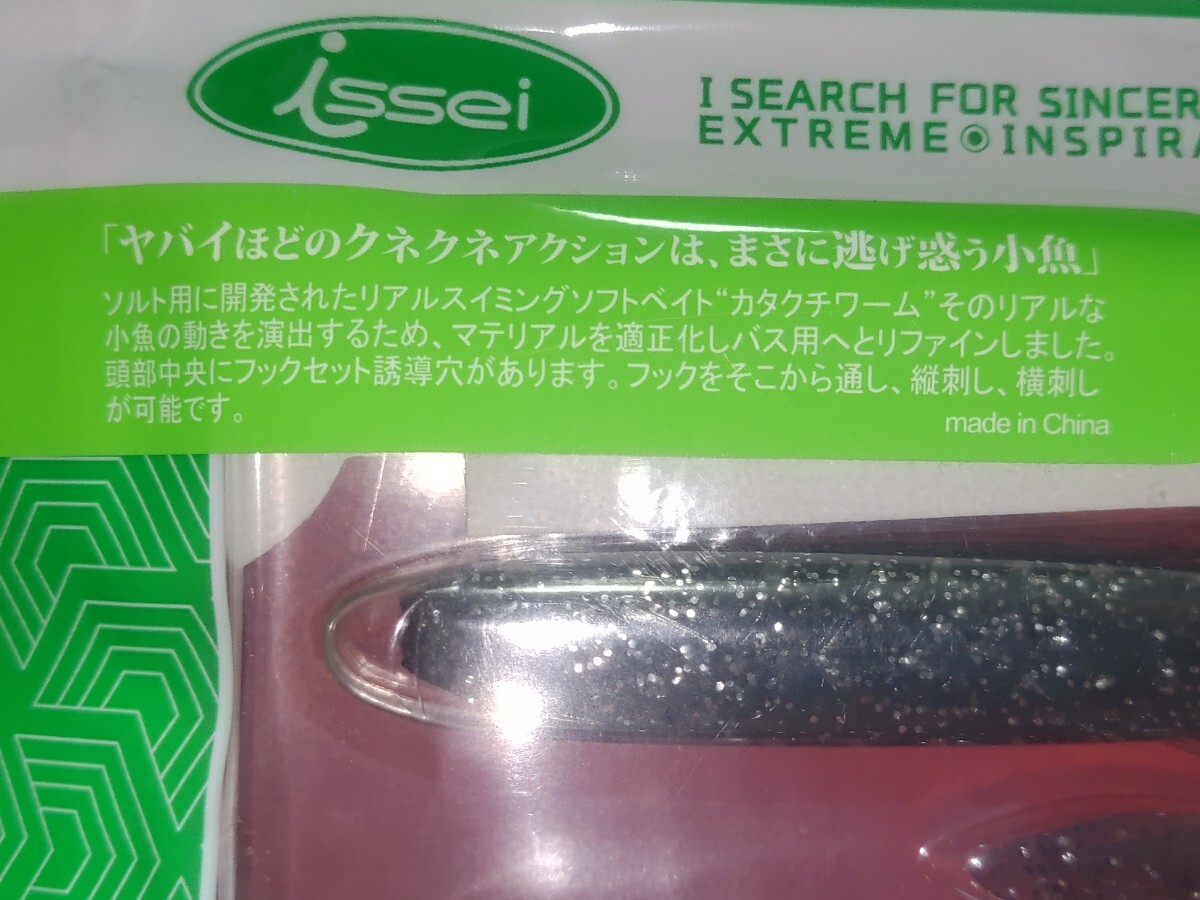 issei
I SEARCH FOR
EXTREME
「ヤバイほどのクネクネアクションは、まさに逃げ惑う小魚」
ソルト用に開発されたリアルスイミングソフトベイト“カタクチワーム”そのリアルな
小魚の動きを演出するため、マテリアルを適正化しバス用へとリファインしました。
頭部中央にフックセット誘導穴があります。フックをそこから通し、縦刺し、横刺し
が可能です。
made in China